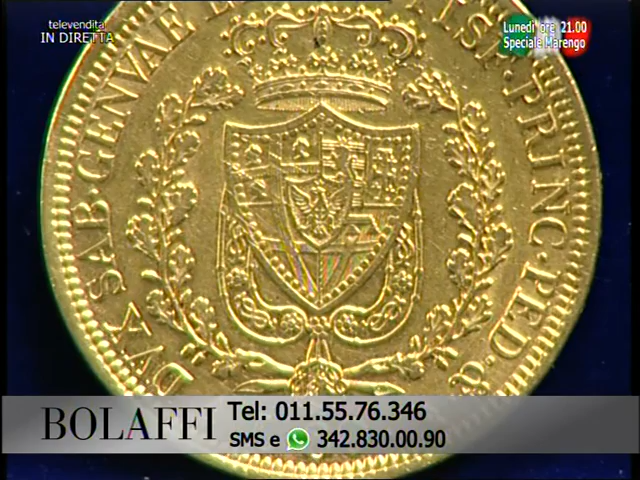 televendita
IN DIRETTA
Lunedì ore 21.00
Speciale Marengo
DVX SAB·GENVAE
HISP·PRINC·PED·&
BOLAFFI
Tel: 011.55.76.346
SMS e 342.830.00.90